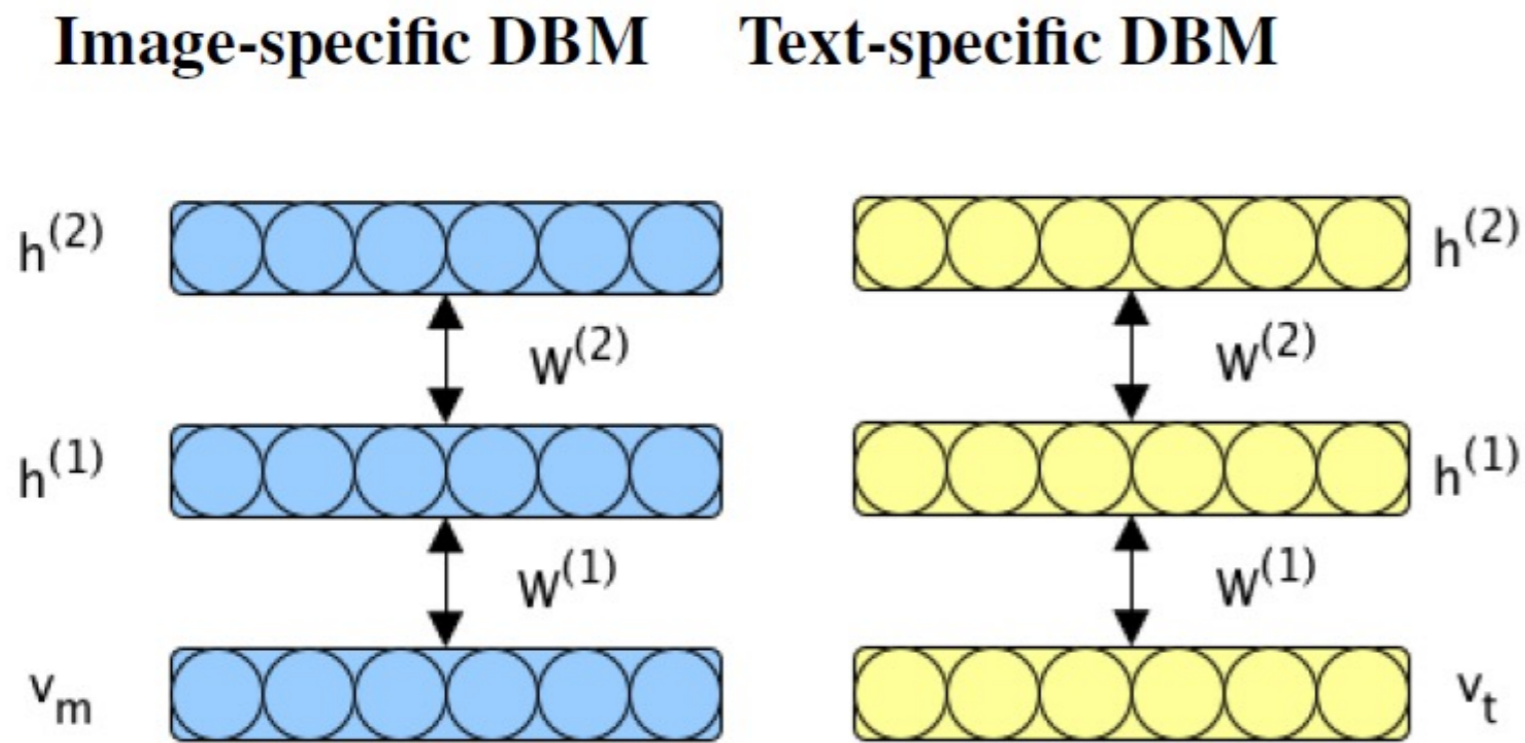 Image-specific DBM Text-specific DBM
h(2) h(2)
W(2) W(2)
h(1) h(1)
W(1) W(1)
vm vt